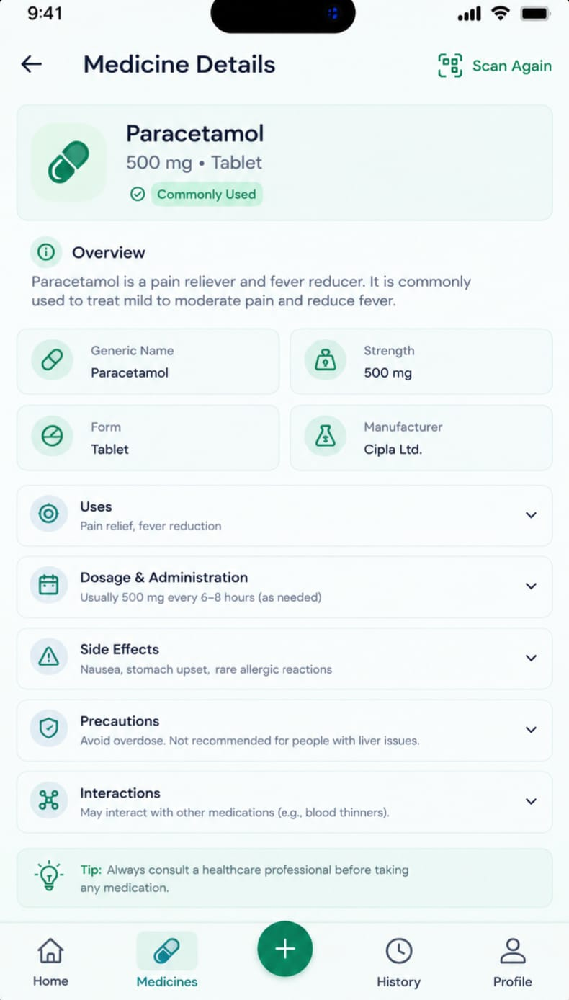 9:41
Medicine Details
Scan Again
Paracetamol
500 mg • Tablet
Commonly Used
Overview
Paracetamol is a pain reliever and fever reducer. It is commonly
used to treat mild to moderate pain and reduce fever.
Generic Name
Paracetamol
Strength
500 mg
Form
Tablet
Manufacturer
Cipla Ltd.
Uses
Pain relief, fever reduction
Dosage & Administration
Usually 500 mg every 6–8 hours (as needed)
Side Effects
Nausea, stomach upset, rare allergic reactions
Precautions
Avoid overdose. Not recommended for people with liver issues.
Interactions
May interact with other medications (e.g., blood thinners).
Tip: Always consult a healthcare professional before taking
any medication.
Home
Medicines
History
Profile